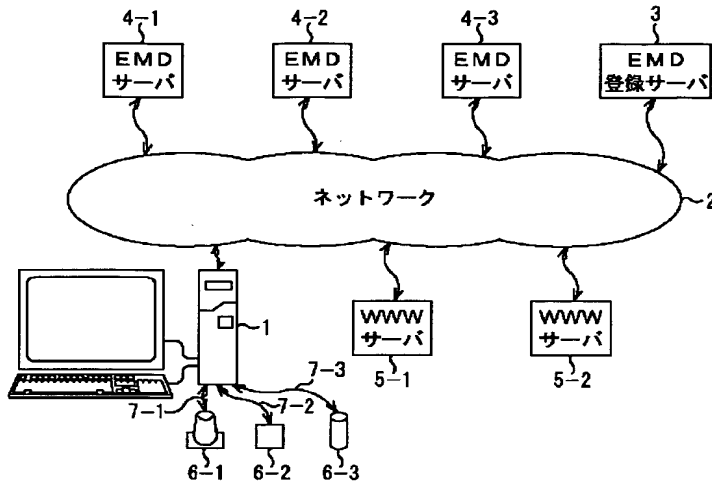 4-1
4-2
4-3
3
EMD
サーバ
EMD
サーバ
EMD
サーバ
EMD
登録サーバ
ネットワーク
2
1
WWW
サーバ
WWW
サーバ
5-1
5-2
7-1
7-2
7-3
6-1
6-2
6-3